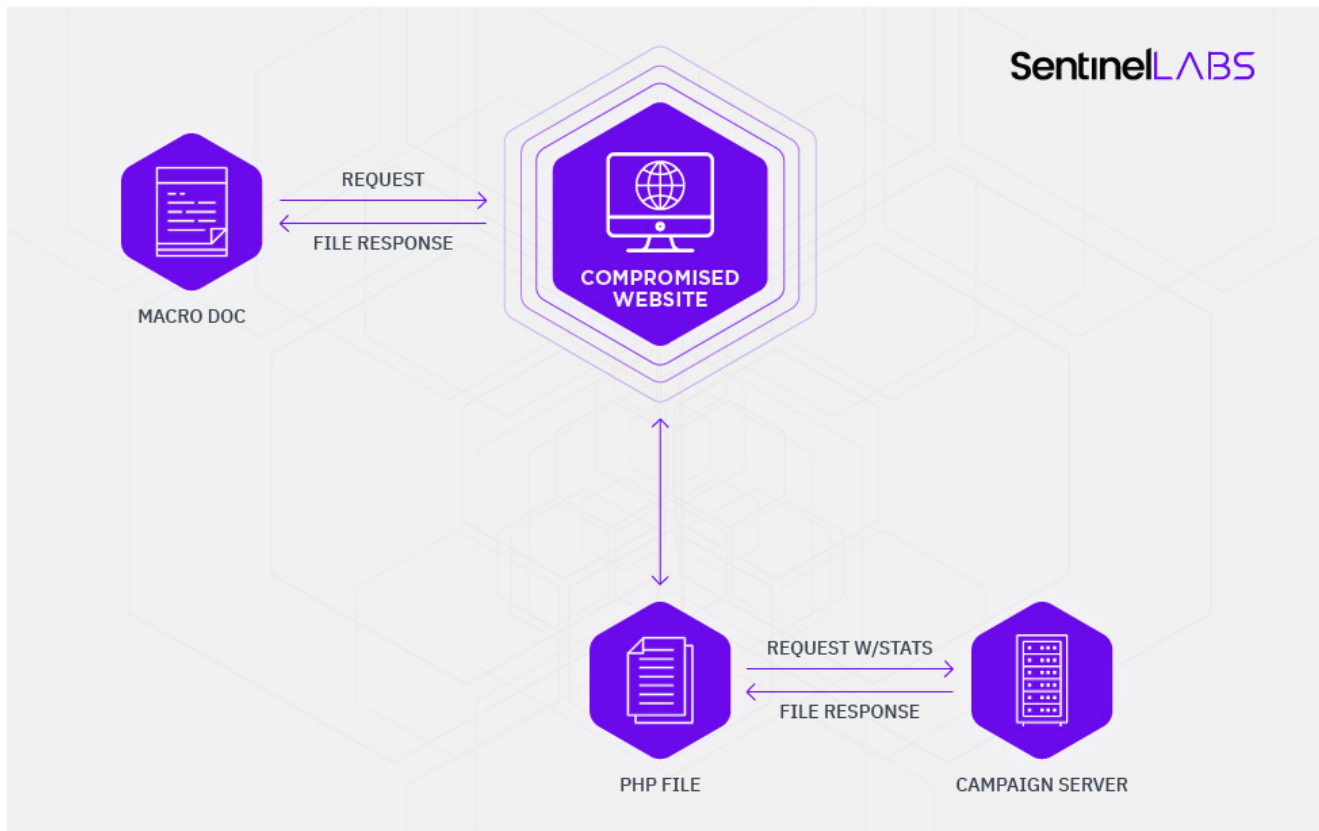 SentinelLABS
REQUEST
FILE RESPONSE
MACRO DOC
COMPROMISED
WEBSITE
REQUEST W/STATS
FILE RESPONSE
PHP FILE
CAMPAIGN SERVER